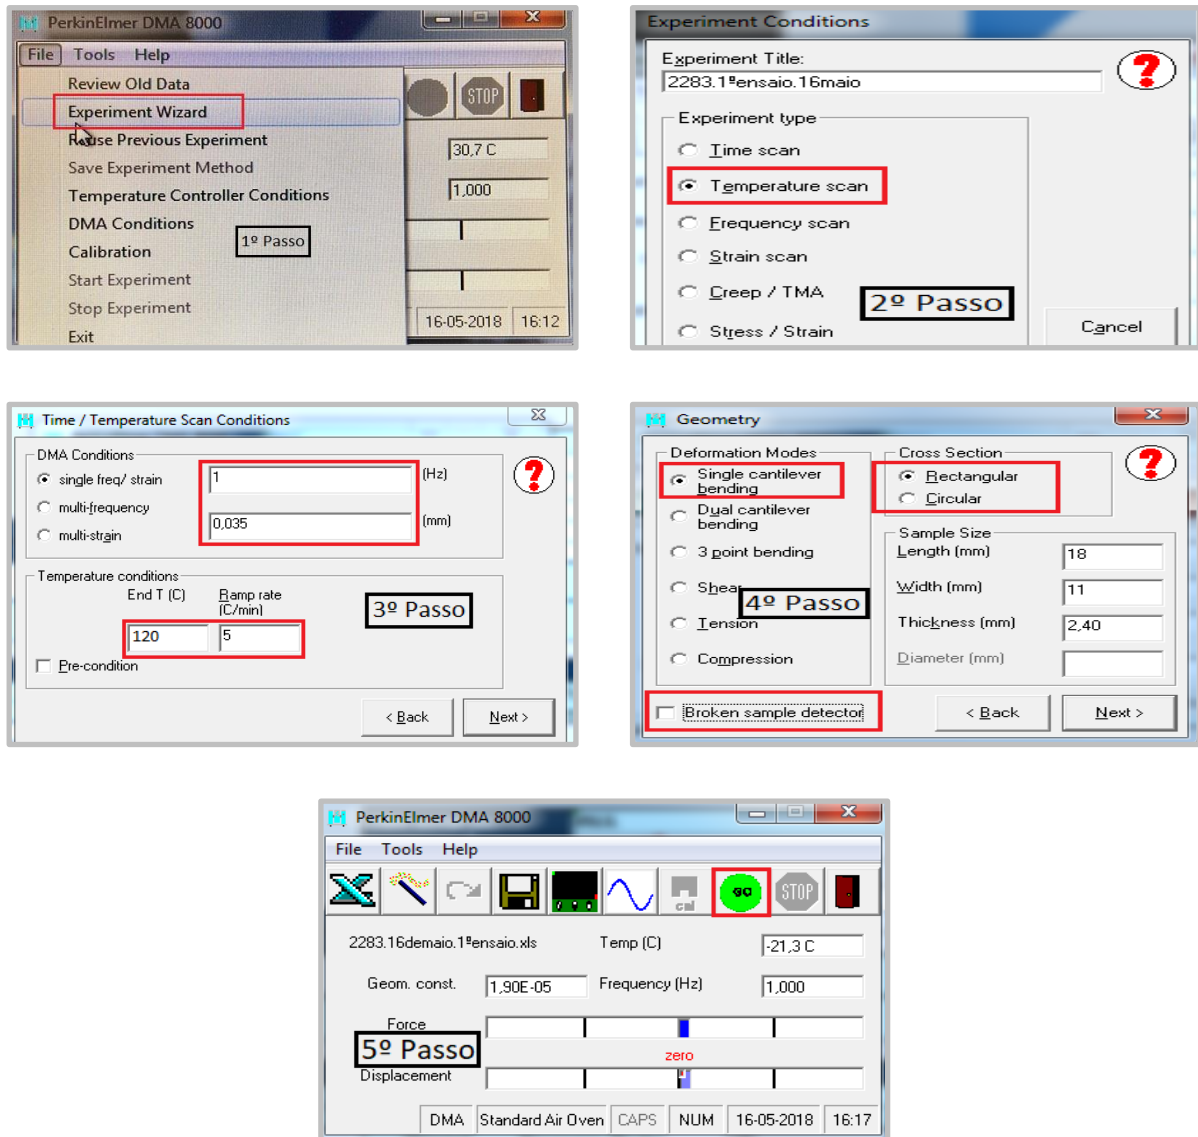 PerkinElmer DMA 8000
File Tools Help
Review Old Data
Experiment Wizard
Reuse Previous Experiment
Save Experiment Method
Temperature Controller Conditions
DMA Conditions
Calibration
Start Experiment
Stop Experiment
Exit
1º Passo
STOP
30,7 C
1,000
16-05-2018 16:12
Experiment Conditions
Experiment Title:
2283.1ºensaio.16maio
Experiment type
Time scan
Temperature scan
Frequency scan
Strain scan
Creep / TMA
Stress / Strain
2º Passo
Cancel
Time / Temperature Scan Conditions
DMA Conditions
single freq/ strain 1 (Hz)
multi-frequency
0,035 (mm)
multi-strain
Temperature conditions
End T (C) Ramp rate
(C/min)
120 5
3º Passo
Pre-condition
< Back Next >
Geometry
Deformation Modes
Single cantilever
bending
Dual cantilever
bending
3 point bending
Shear
Tension
Compression
4º Passo
Cross Section
Rectangular
Circular
Sample Size
Length (mm) 18
Width (mm) 11
Thickness (mm) 2,40
Diameter (mm)
Broken sample detector
< Back Next >
PerkinElmer DMA 8000
File Tools Help
cal GO STOP
2283.16demaio.1ºensaio.xls Temp (C) -21,3 C
Geom. const. 1,90E-05 Frequency (Hz) 1,000
Force
5º Passo
zero
Displacement
DMA Standard Air Oven CAPS NUM 16-05-2018 16:17